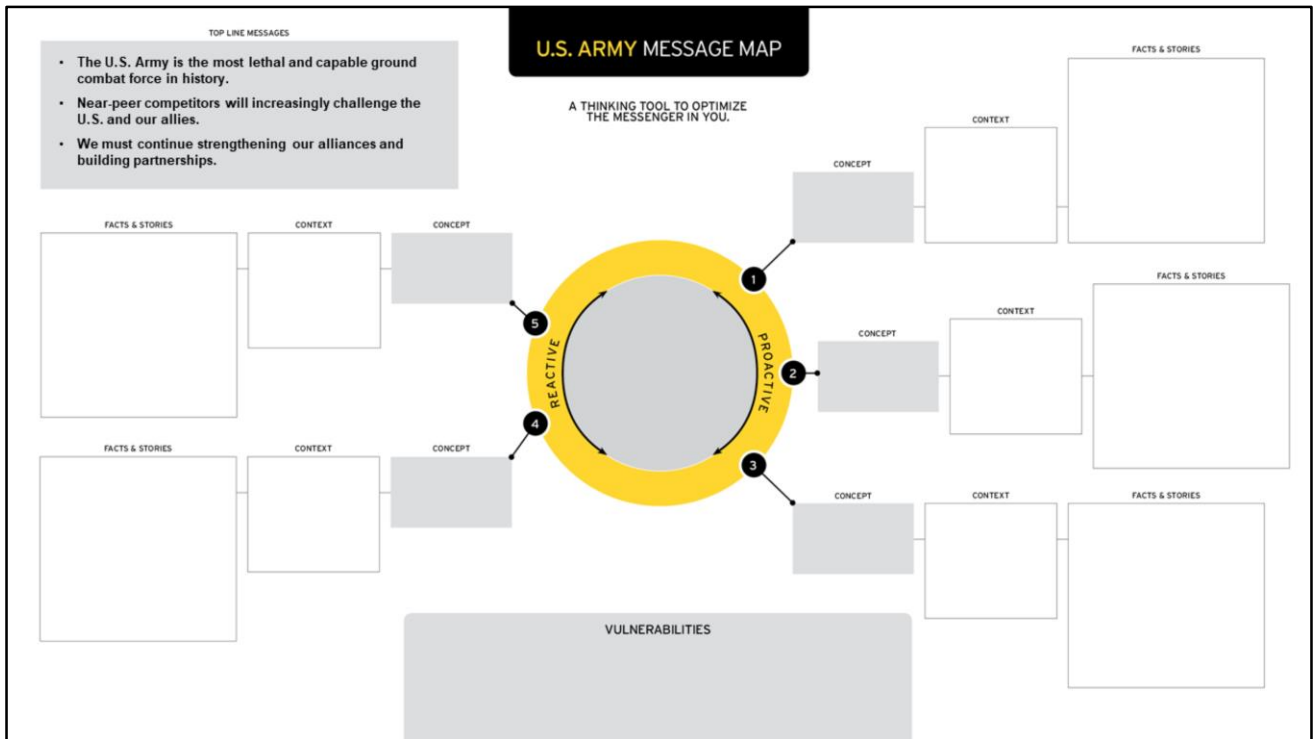 TOP LINE MESSAGES
• The U.S. Army is the most lethal and capable ground
combat force in history.
• Near-peer competitors will increasingly challenge the
U.S. and our allies.
• We must continue strengthening our alliances and
building partnerships.
U.S. ARMY MESSAGE MAP
A THINKING TOOL TO OPTIMIZE
THE MESSENGER IN YOU.
CONCEPT
CONTEXT
FACTS & STORIES
1
CONCEPT
CONTEXT
FACTS & STORIES
2
PROACTIVE
CONCEPT
CONTEXT
FACTS & STORIES
3
FACTS & STORIES
CONTEXT
CONCEPT
4
REACTIVE
FACTS & STORIES
CONTEXT
CONCEPT
5
VULNERABILITIES